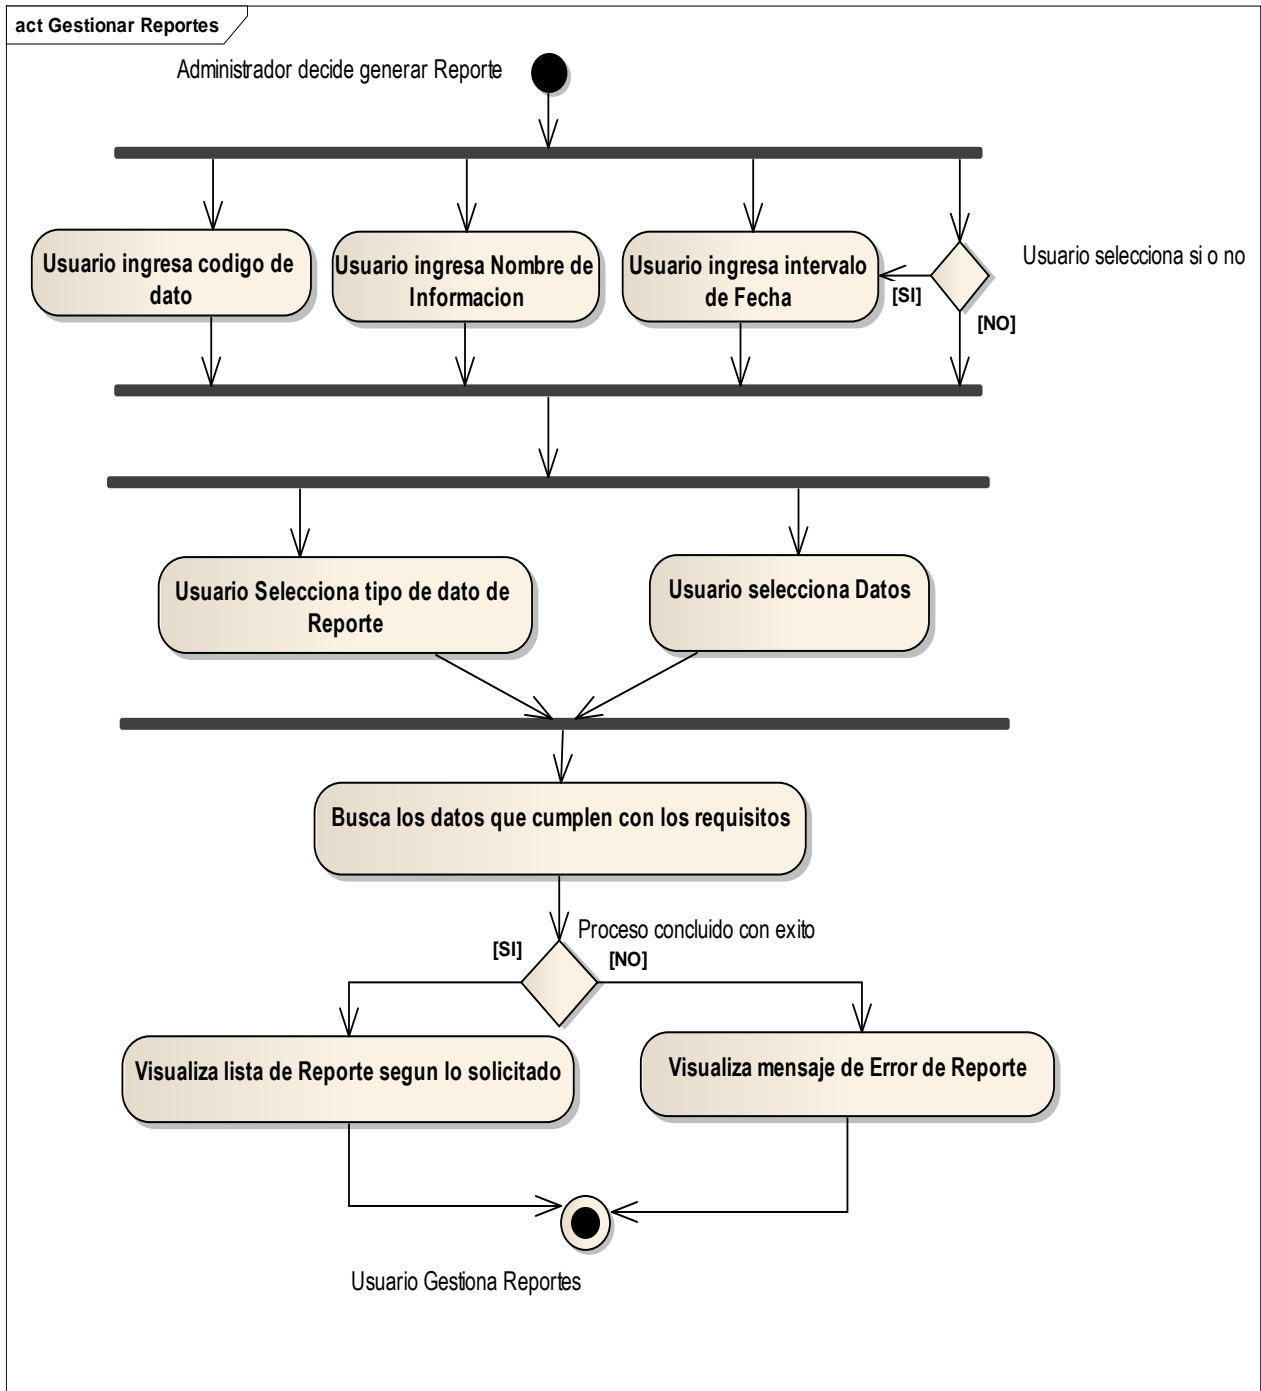 act Gestionar Reportes
Administrador decide generar Reporte
Usuario ingresa codigo de
dato
Usuario ingresa Nombre de
Informacion
Usuario ingresa intervalo
de Fecha
Usuario selecciona si o no
[SI]
[NO]
Usuario Selecciona tipo de dato de
Reporte
Usuario selecciona Datos
Busca los datos que cumplen con los requisitos
Proceso concluido con exito
[SI]
[NO]
Visualiza lista de Reporte segun lo solicitado
Visualiza mensaje de Error de Reporte
Usuario Gestiona Reportes